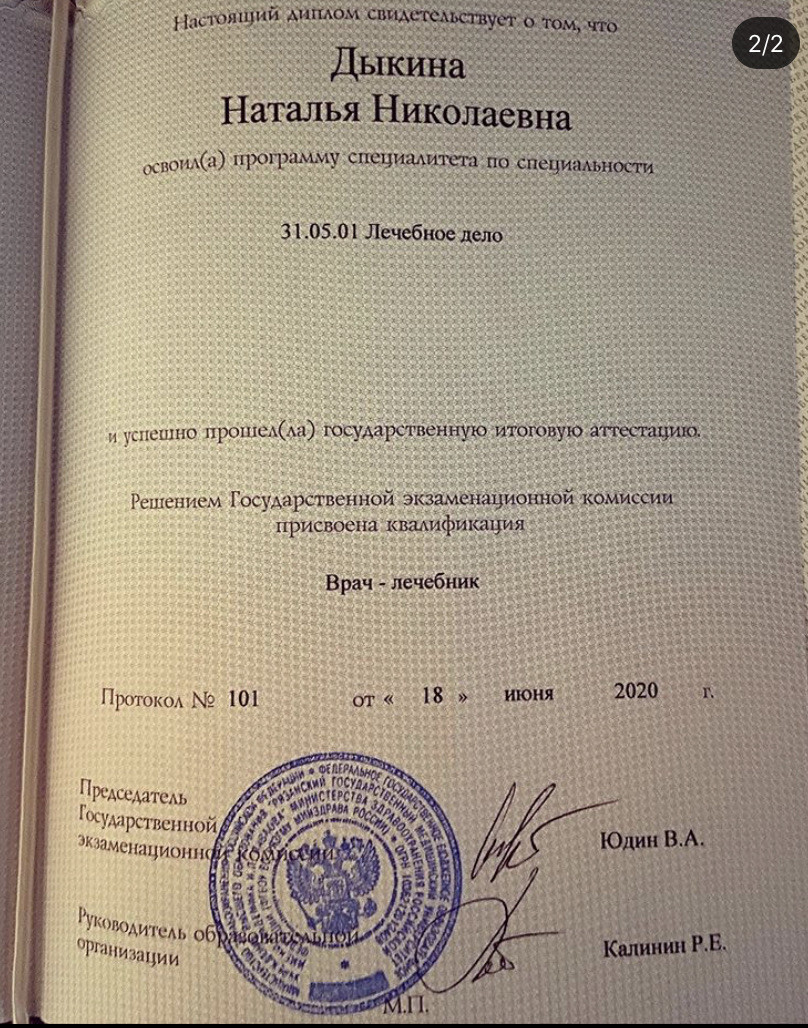 Настоящий диплом свидетельствует о том, что
2/2
Дыкина
Наталья Николаевна
освоил(а) программу специалитета по специальности
31.05.01 Лечебное дело
и успешно прошел(ла) государственную итоговую аттестацию.
Решением Государственной экзаменационной комиссии
присвоена квалификация
Врач - лечебник
Протокол № 101 от « 18 » июня 2020 г.
Председатель
Государственной
экзаменационной комиссии
Юдин В.А.
Руководитель образовательной
организации
Калинин Р.Е.
М.П.